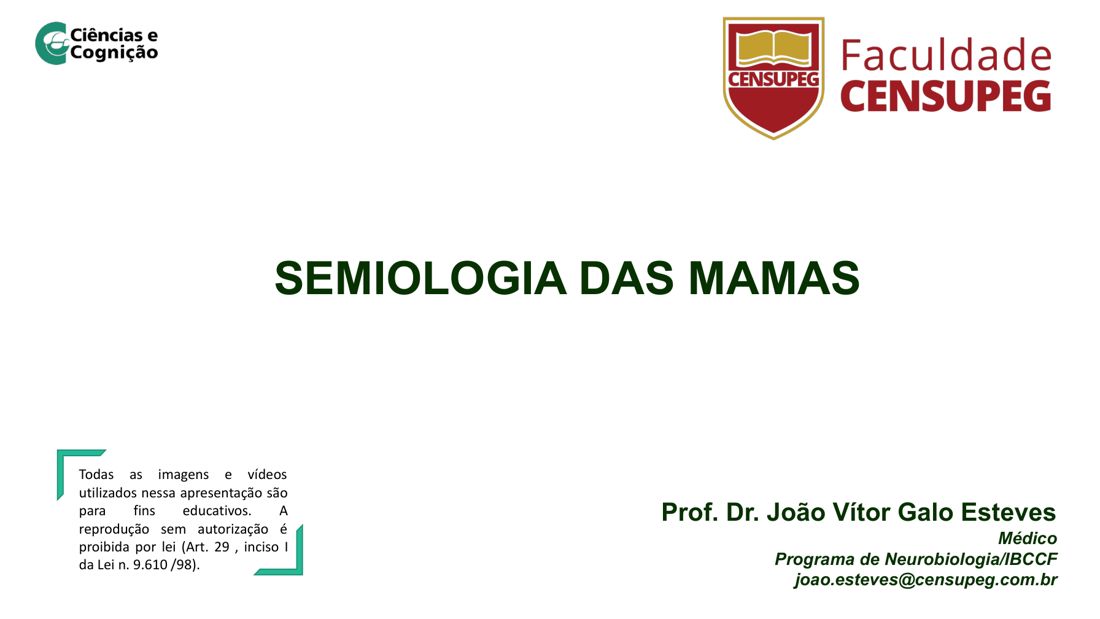 Ciências e
Cognição
CENSUPEG
Faculdade
CENSUPEG
SEMIOLOGIA DAS MAMAS
Todas as imagens e vídeos
utilizados nessa apresentação são
para fins educativos. A
reprodução sem autorização é
proibida por lei (Art. 29 , inciso I
da Lei n. 9.610 /98).
Prof. Dr. João Vítor Galo Esteves
Médico
Programa de Neurobiologia/IBCCF
joao.esteves@censupeg.com.br